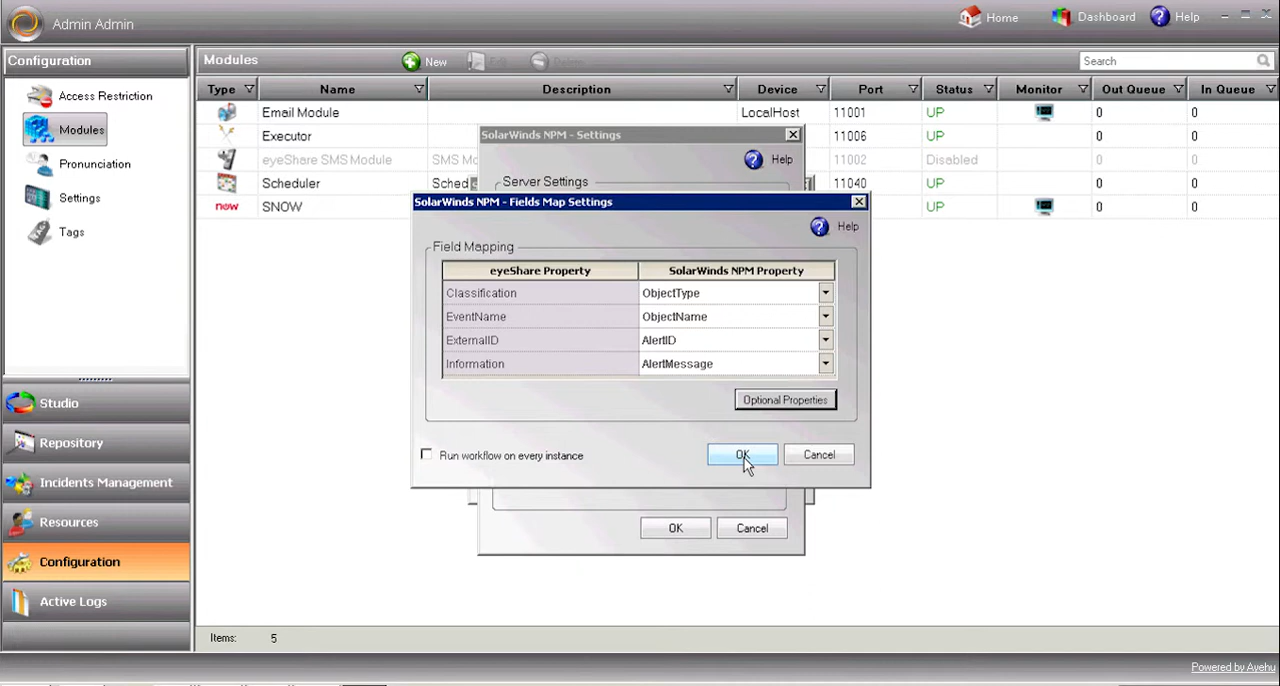 Admin Admin
Home
Dashboard
Help
Configuration
Access Restriction
Modules
Pronunciation
Settings
Tags
Studio
Repository
Incidents Management
Resources
Configuration
Active Logs
Modules
New
Search
Type Name Description Device Port Status Monitor Out Queue In Queue
Email Module LocalHost 11001 UP 0 0
Executor 11006 UP 0 0
eyeShare SMS Module SMS Mo 11002 Disabled 0 0
Scheduler Sched 11040 UP 0 0
now SNOW UP 0 0
SolarWinds NPM - Settings
Help
Server Settings
SolarWinds NPM - Fields Map Settings
Help
Field Mapping
eyeShare Property SolarWinds NPM Property
Classification ObjectType
EventName ObjectName
ExternalID AlertID
Information AlertMessage
Optional Properties
Run workflow on every instance
OK Cancel
OK Cancel
Items: 5
Powered by Ayehu